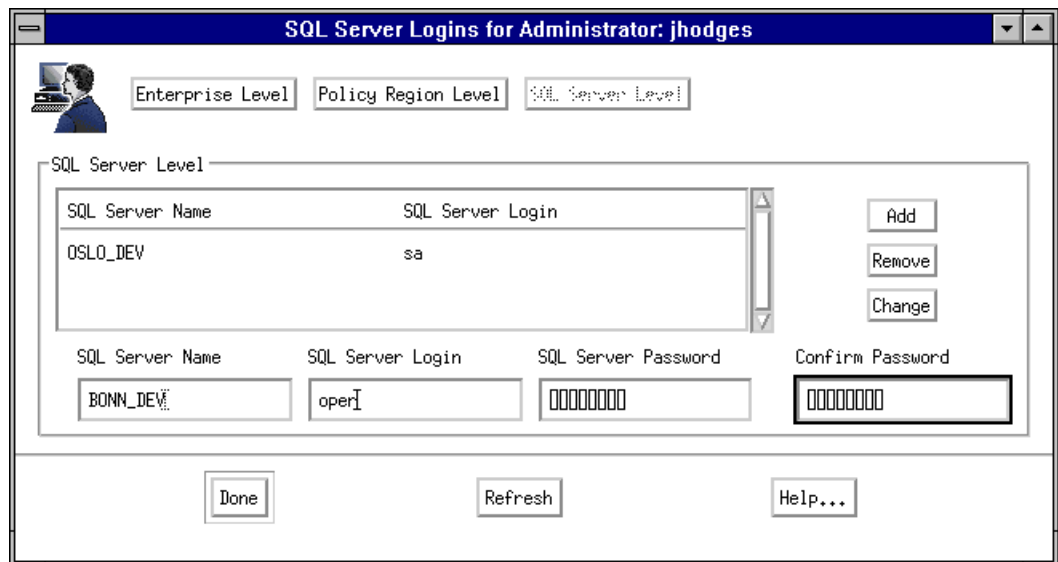 SQL Server Logins for Administrator: jhodges
Enterprise Level Policy Region Level SQL Server Level
SQL Server Level
SQL Server Name SQL Server Login
OSLO_DEV sa
Add
Remove
Change
SQL Server Name SQL Server Login SQL Server Password Confirm Password
BONN_DEV oper
Done Refresh Help...